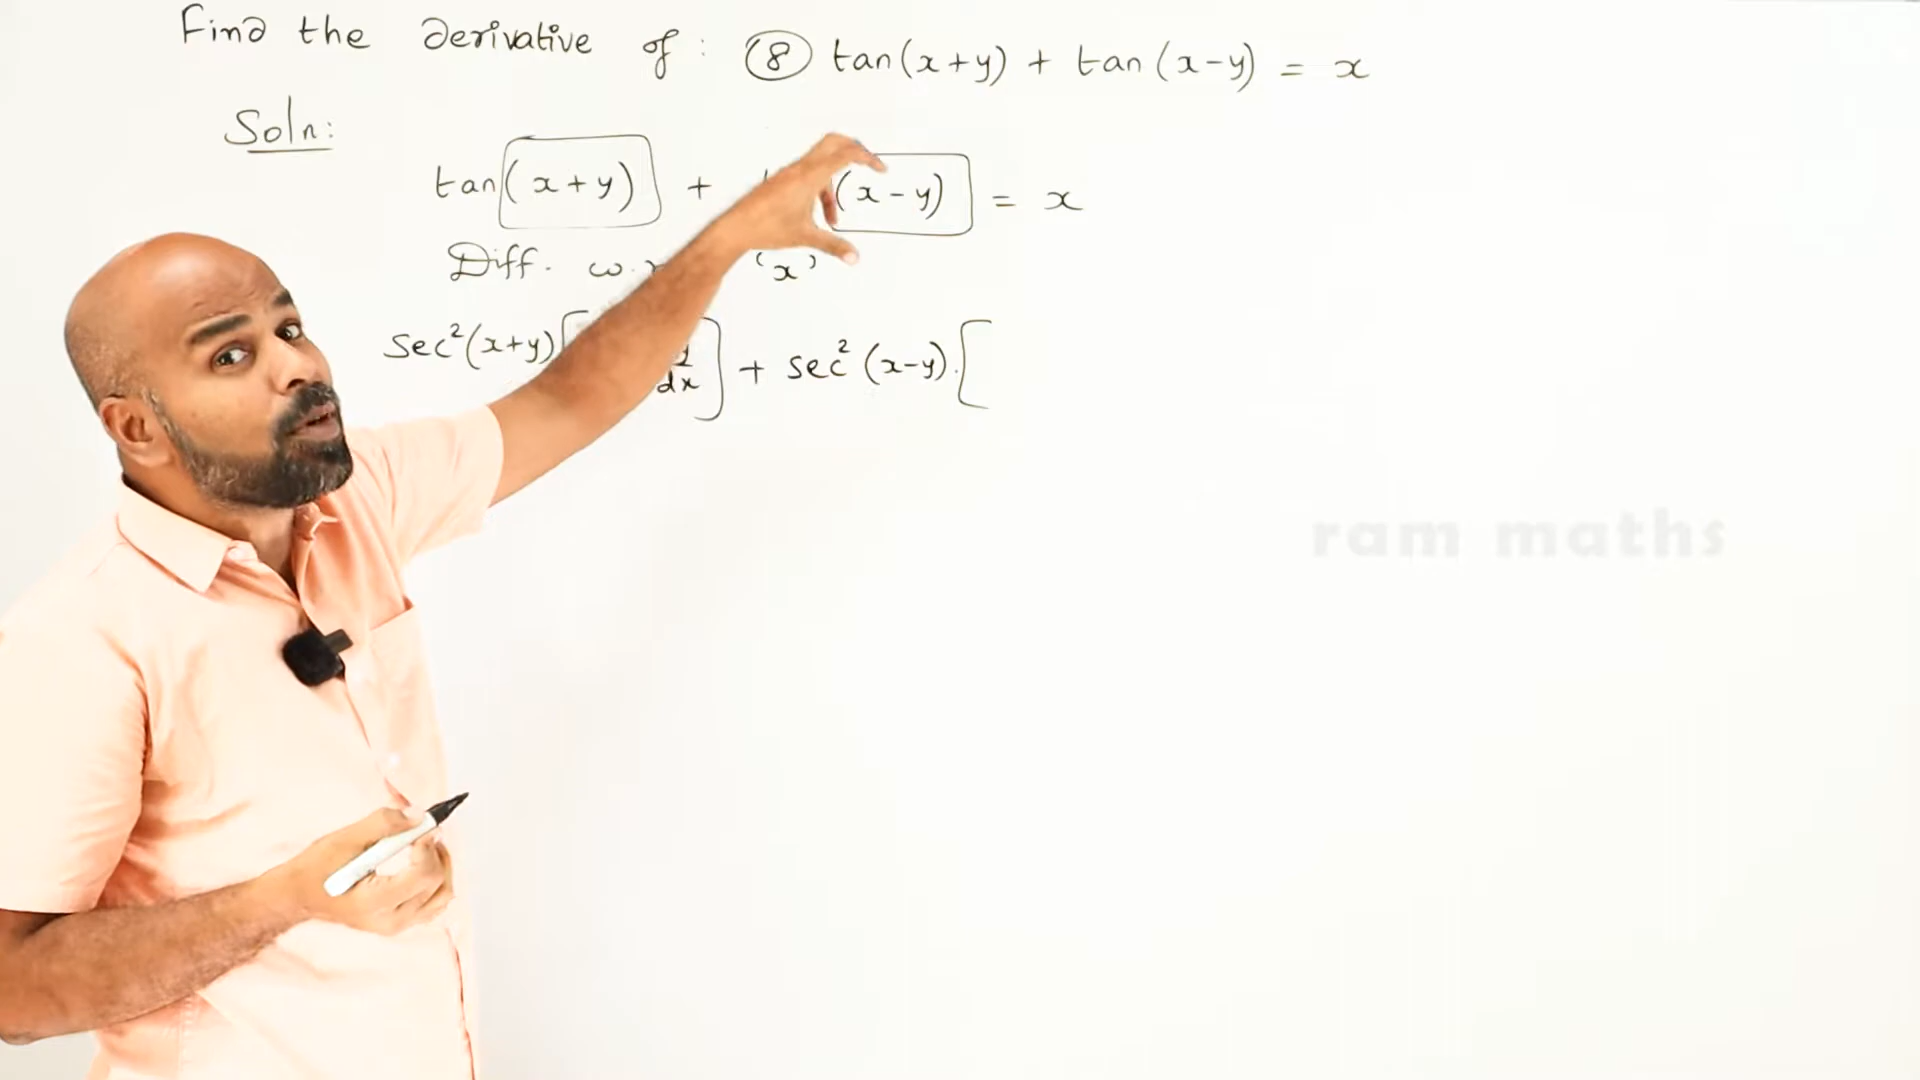 Find the derivative of : ⑧ tan(x+y) + tan(x-y) = x
Soln:
tan(x+y) + (x-y) = x
Diff. w.r 'x'
sec²(x+y)[ dx] + sec²(x-y).[
ram maths